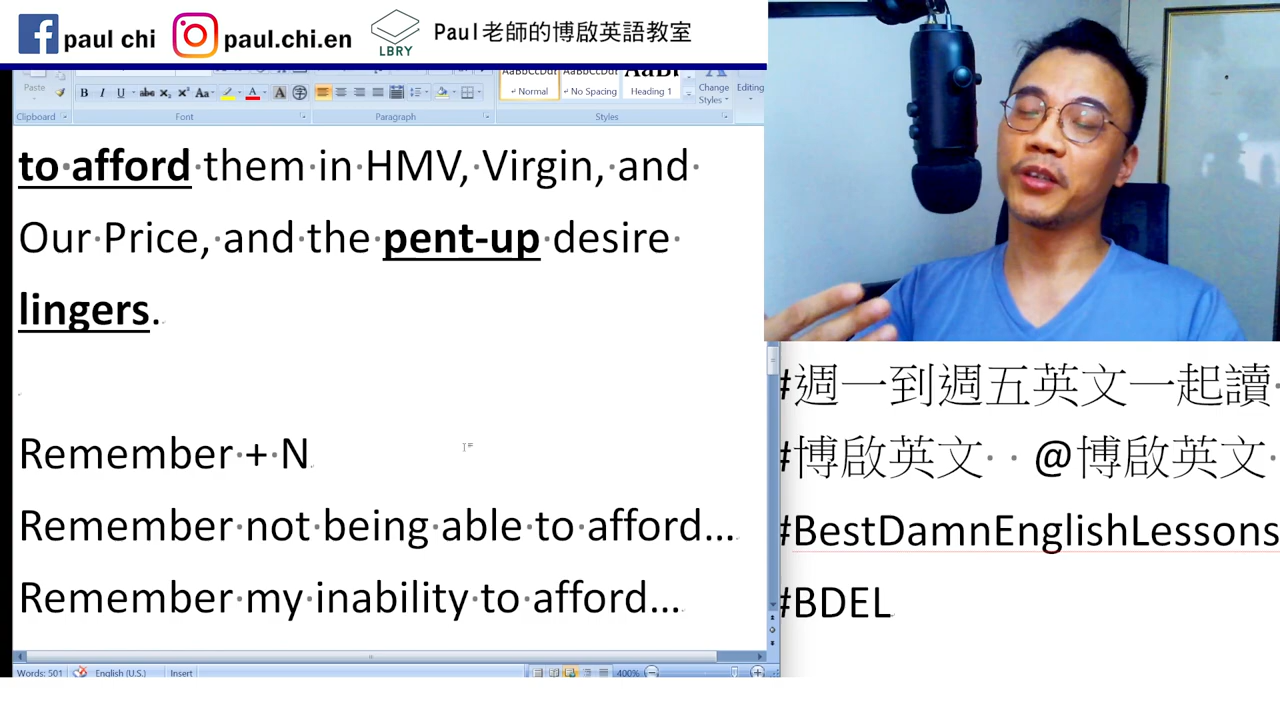 paul chi
paul.chi.en
LBRY
Paul老師的博啟英語教室
Paste
AaBbCcDdI
Normal
No Spacing
Heading 1
Change
Styles
Editing
Clipboard
Font
Paragraph
Styles
to afford them in HMV, Virgin, and
Our Price, and the pent-up desire
lingers.
Remember + N
Remember not being able to afford...
Remember my inability to afford...
#週一到週五英文一起讀
#博啟英文 @博啟英文
#BestDamnEnglishLessons
#BDEL
Words: 501
English (U.S.)
Insert
400%